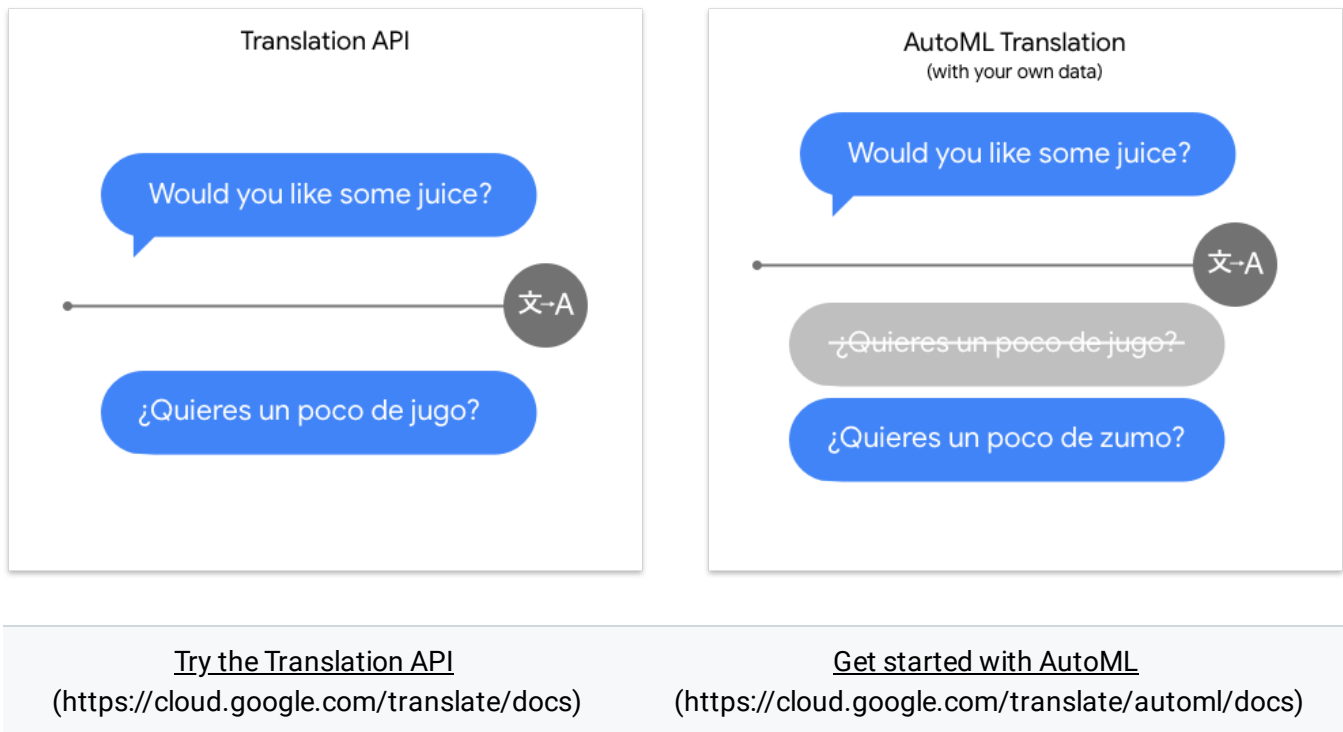 Translation API
Would you like some juice?
文→A
¿Quieres un poco de jugo?
AutoML Translation
(with your own data)
Would you like some juice?
文→A
¿Quieres un poco de jugo?
¿Quieres un poco de zumo?
Try the Translation API
(https://cloud.google.com/translate/docs)
Get started with AutoML
(https://cloud.google.com/translate/automl/docs)